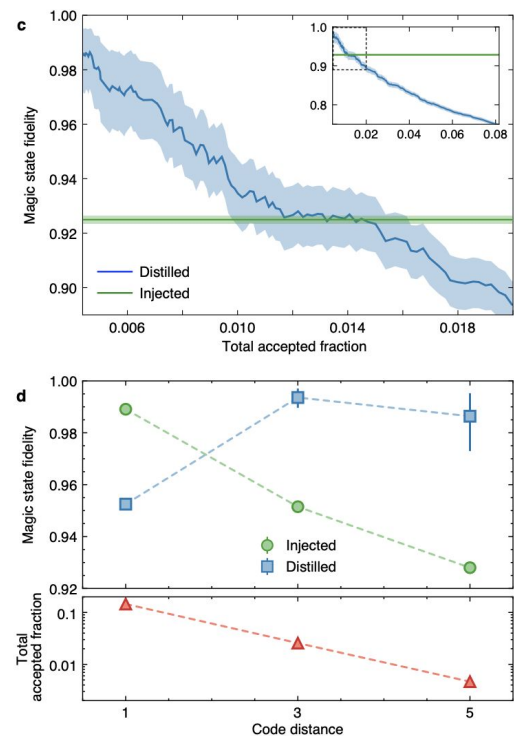 c
Magic state fidelity
1.00
0.98
0.96
0.94
0.92
0.90
1.0
0.9
0.8
0.02 0.04 0.06 0.08
Distilled
Injected
0.006 0.010 0.014 0.018
Total accepted fraction
d
Magic state fidelity
1.00
0.98
0.96
0.94
0.92
Injected
Distilled
Total
accepted fraction
0.1
0.01
1 3 5
Code distance